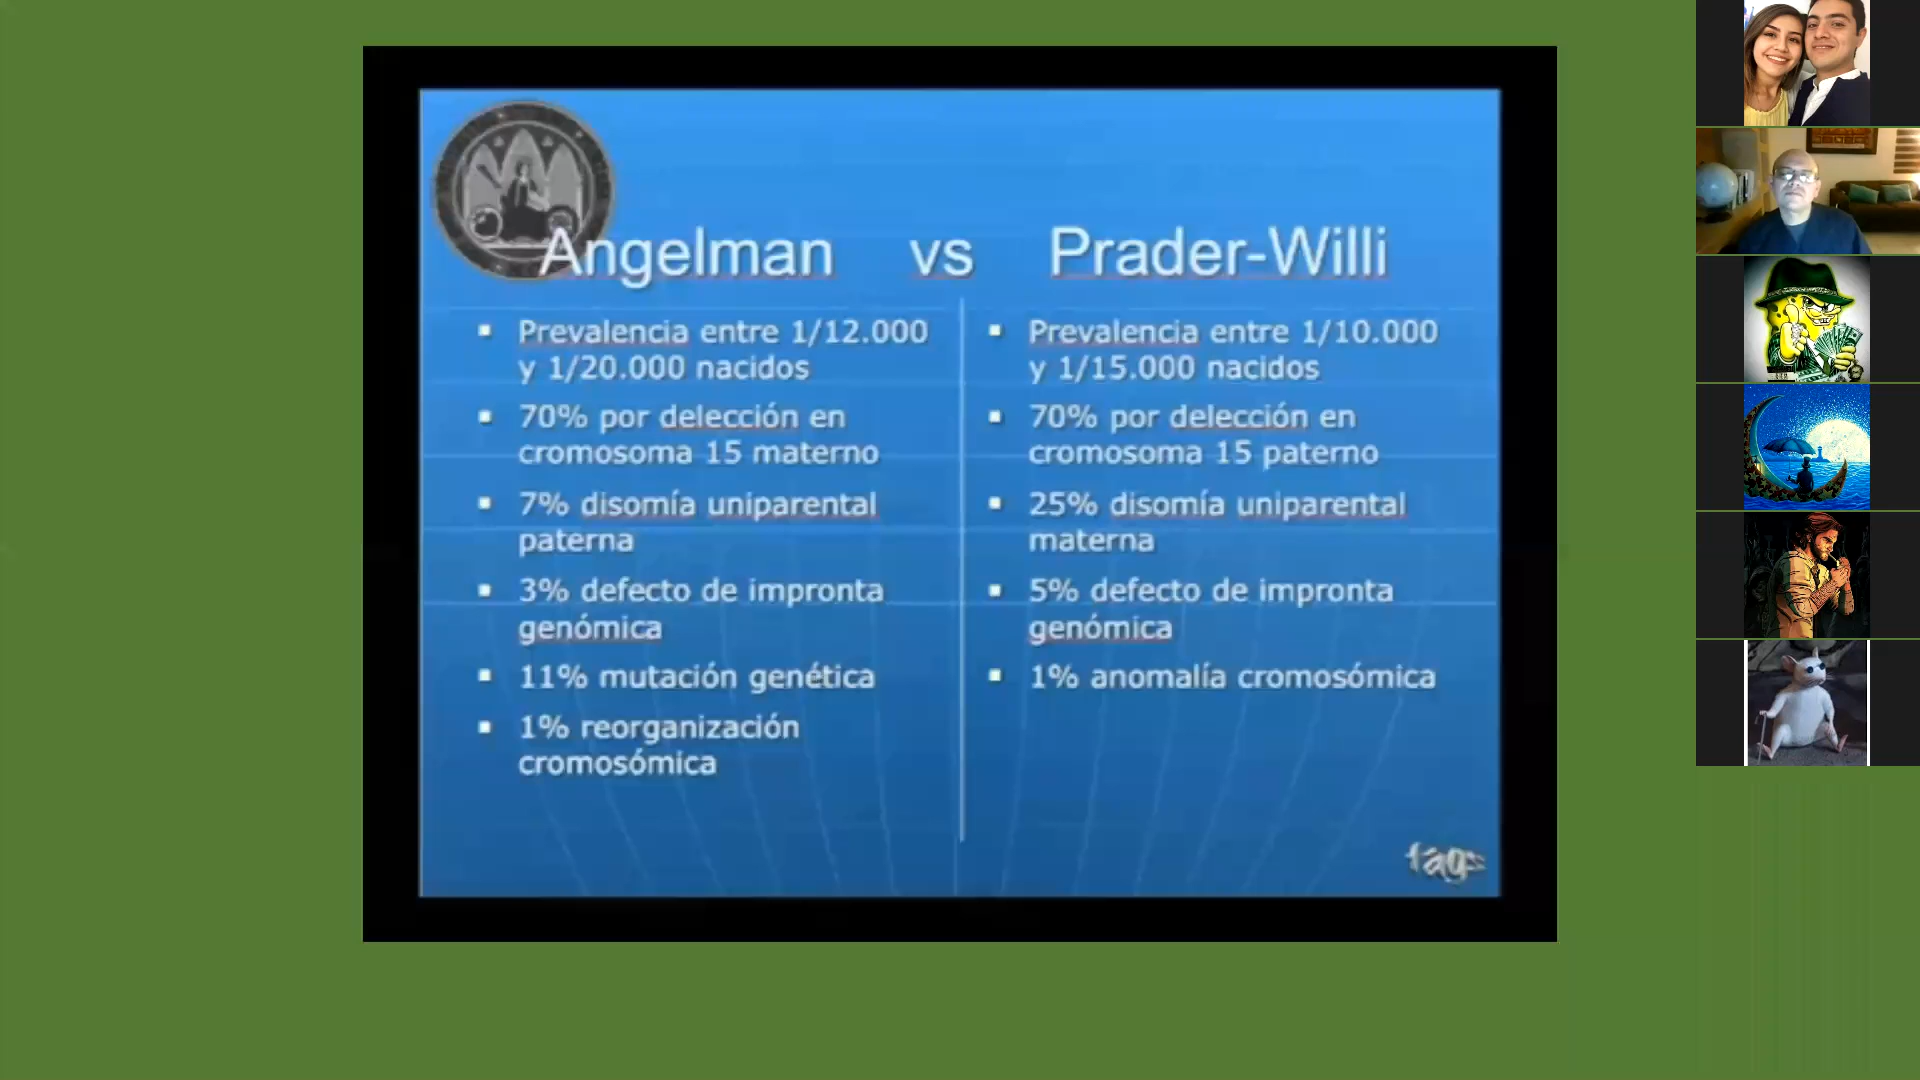 Angelman vs Prader-Willi
Prevalencia entre 1/12.000
y 1/20.000 nacidos
70% por delección en
cromosoma 15 materno
7% disomía uniparental
paterna
3% defecto de impronta
genómica
11% mutación genética
1% reorganización
cromosómica
Prevalencia entre 1/10.000
y 1/15.000 nacidos
70% por delección en
cromosoma 15 paterno
25% disomía uniparental
materna
5% defecto de impronta
genómica
1% anomalía cromosómica
fags